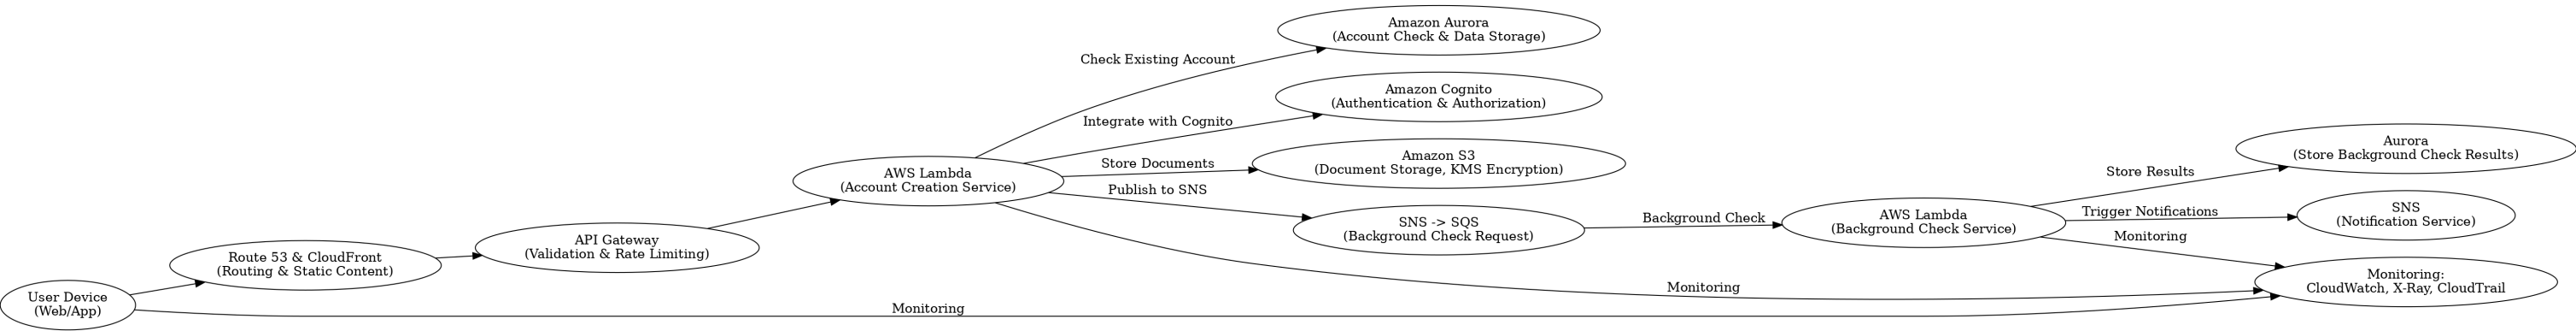 Amazon Aurora
(Account Check & Data Storage)
Check Existing Account
Amazon Cognito
(Authentication & Authorization)
Integrate with Cognito
Amazon S3
(Document Storage, KMS Encryption)
Store Documents
Publish to SNS
AWS Lambda
(Account Creation Service)
SNS -> SQS
(Background Check Request)
Background Check
AWS Lambda
(Background Check Service)
Aurora
(Store Background Check Results)
Store Results
Trigger Notifications
SNS
(Notification Service)
Monitoring
API Gateway
(Validation & Rate Limiting)
Route 53 & CloudFront
(Routing & Static Content)
Monitoring
Monitoring:
CloudWatch, X-Ray, CloudTrail
User Device
(Web/App)
Monitoring